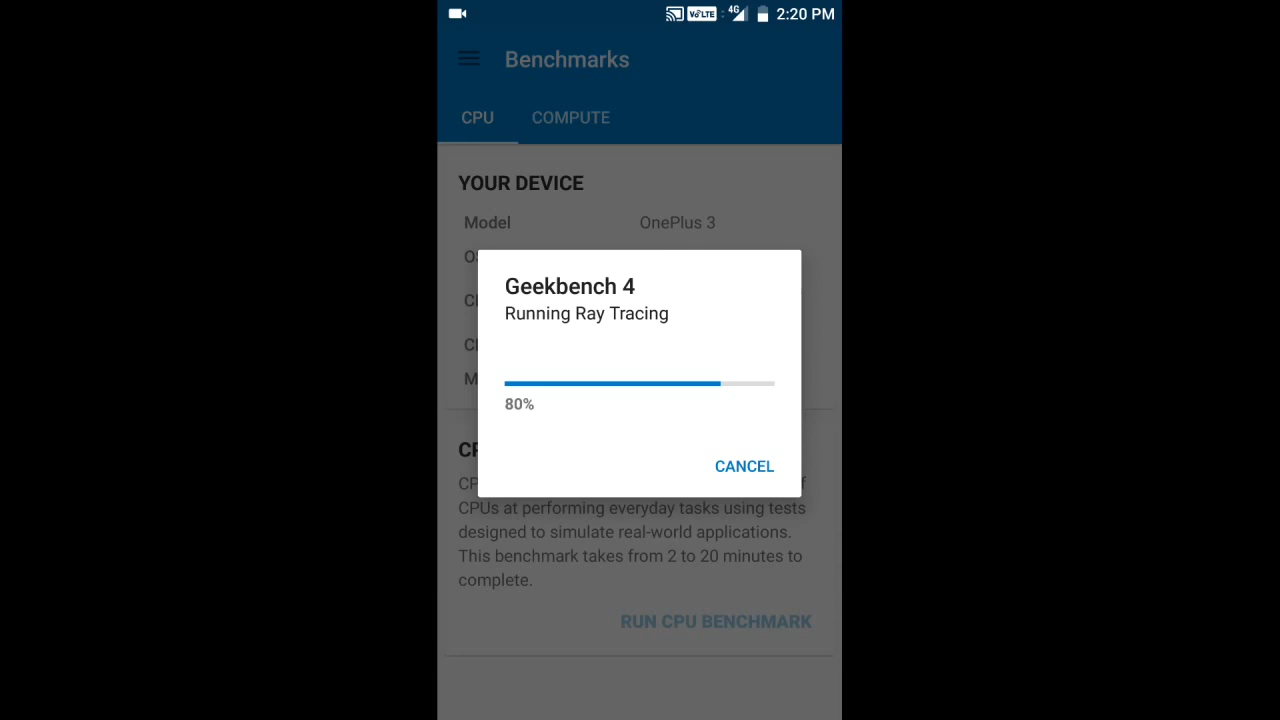 VoLTE 4G 2:20 PM
Benchmarks
CPU COMPUTE
YOUR DEVICE
Model OnePlus 3
Geekbench 4
Running Ray Tracing
80%
CANCEL
CPUs at performing everyday tasks using tests
designed to simulate real-world applications.
This benchmark takes from 2 to 20 minutes to
complete.
RUN CPU BENCHMARK